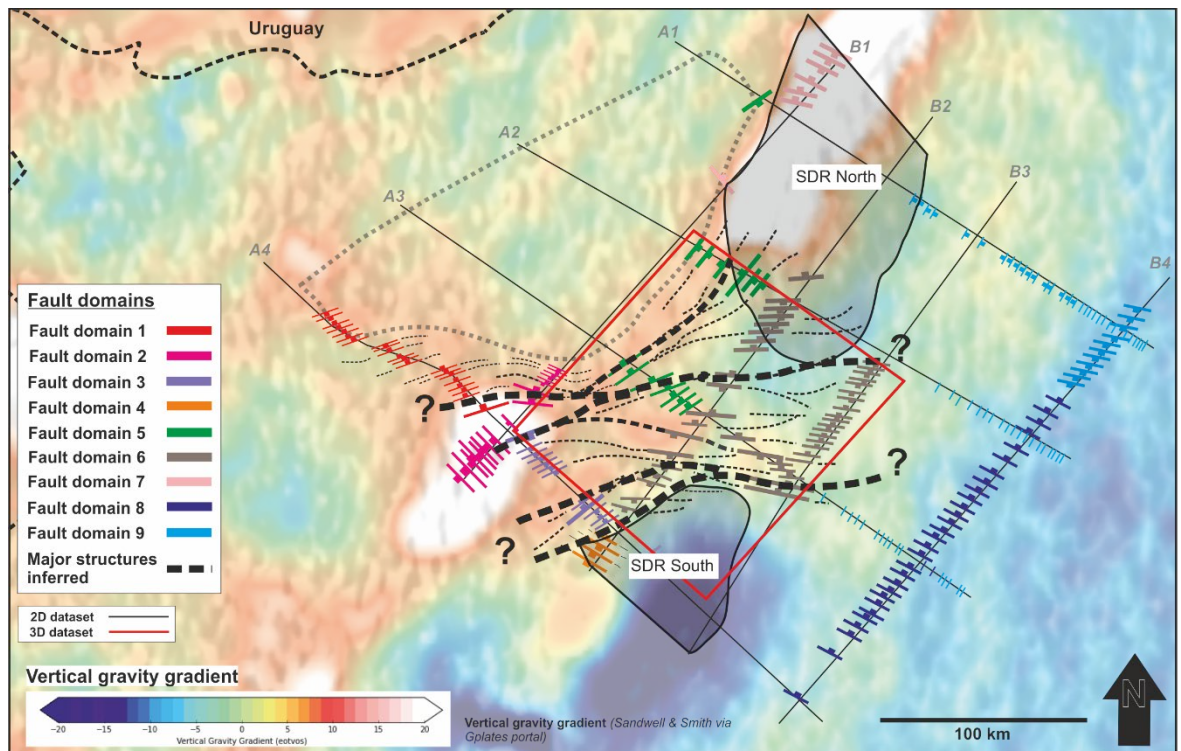 Uruguay
A1
B1
B2
A2
SDR North
B3
A3
A4
B4
Fault domains
Fault domain 1
Fault domain 2
Fault domain 3
Fault domain 4
Fault domain 5
Fault domain 6
Fault domain 7
Fault domain 8
Fault domain 9
Major structures
inferred
?
?
?
?
?
SDR South
2D dataset
3D dataset
Vertical gravity gradient
−20 −15 −10 −5 0 5 10 15 20
Vertical Gravity Gradient (eotvos)
Vertical gravity gradient (Sandwell & Smith via
Gplates portal)
100 km
N